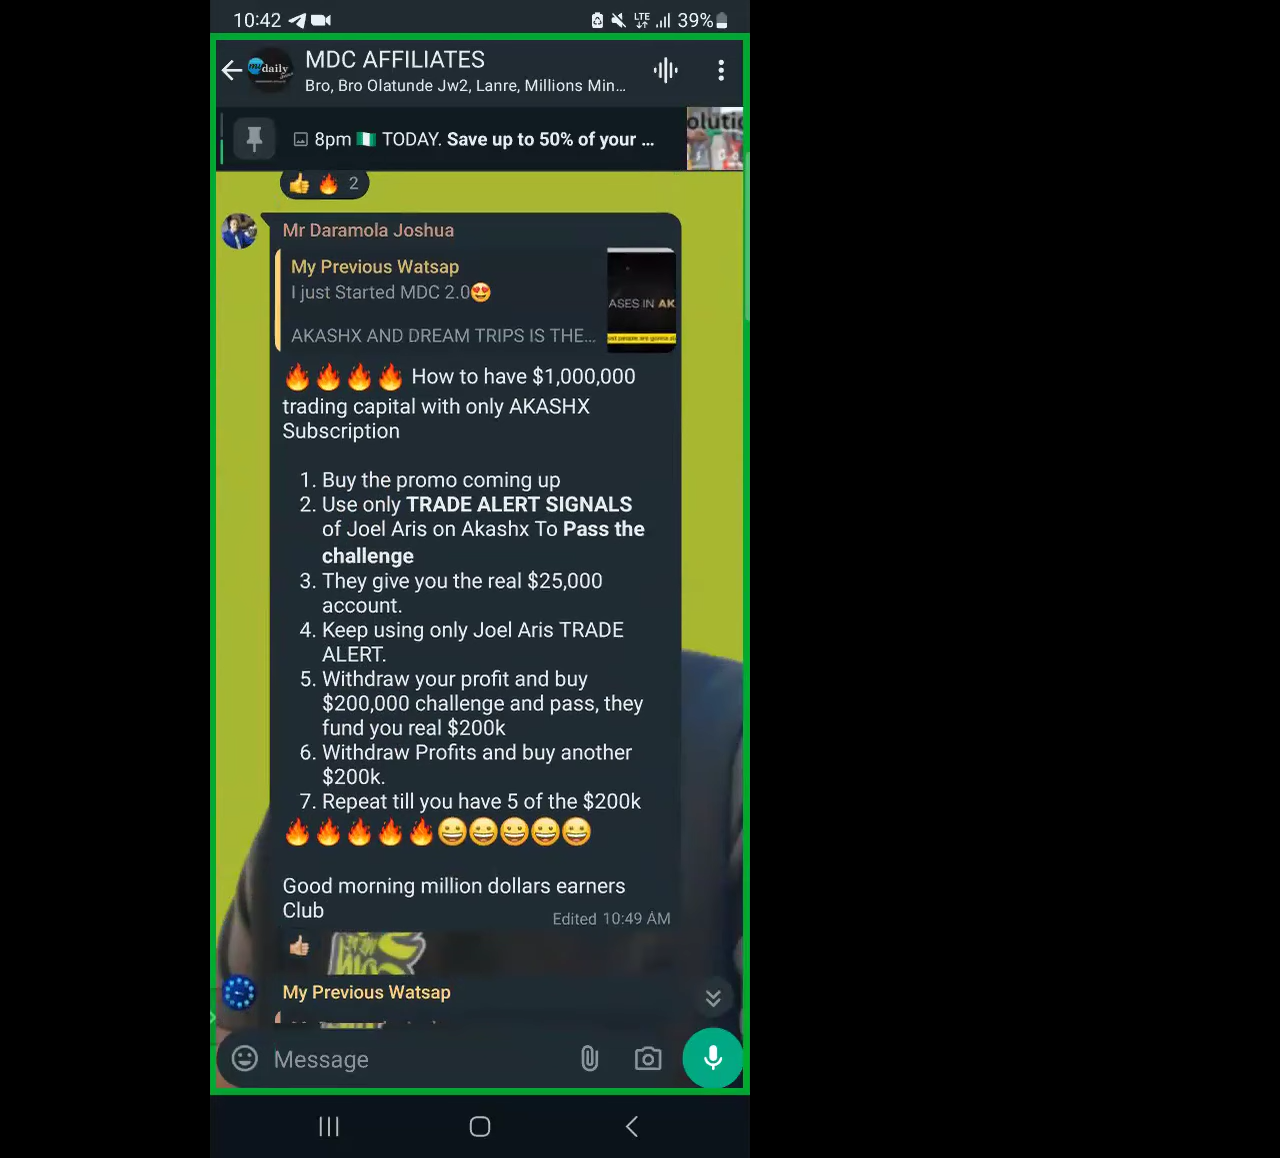 10:42 LTE 39%
MDC AFFILIATES
my daily
Bro, Bro Olatunde Jw2, Lanre, Millions Min...
8pm 🇳🇬 TODAY. Save up to 50% of your ...
olutio
👍 🔥 2
Mr Daramola Joshua
My Previous Watsap
I just Started MDC 2.0😍
ASES IN AK
AKASHX AND DREAM TRIPS IS THE...
🔥🔥🔥🔥 How to have $1,000,000
trading capital with only AKASHX
Subscription
1. Buy the promo coming up
2. Use only TRADE ALERT SIGNALS
of Joel Aris on Akashx To Pass the
challenge
3. They give you the real $25,000
account.
4. Keep using only Joel Aris TRADE
ALERT.
5. Withdraw your profit and buy
$200,000 challenge and pass, they
fund you real $200k
6. Withdraw Profits and buy another
$200k.
7. Repeat till you have 5 of the $200k
🔥🔥🔥🔥🔥😀😀😀😀😀
Good morning million dollars earners
Club
Edited 10:49 AM
👍🏼
My Previous Watsap
Message